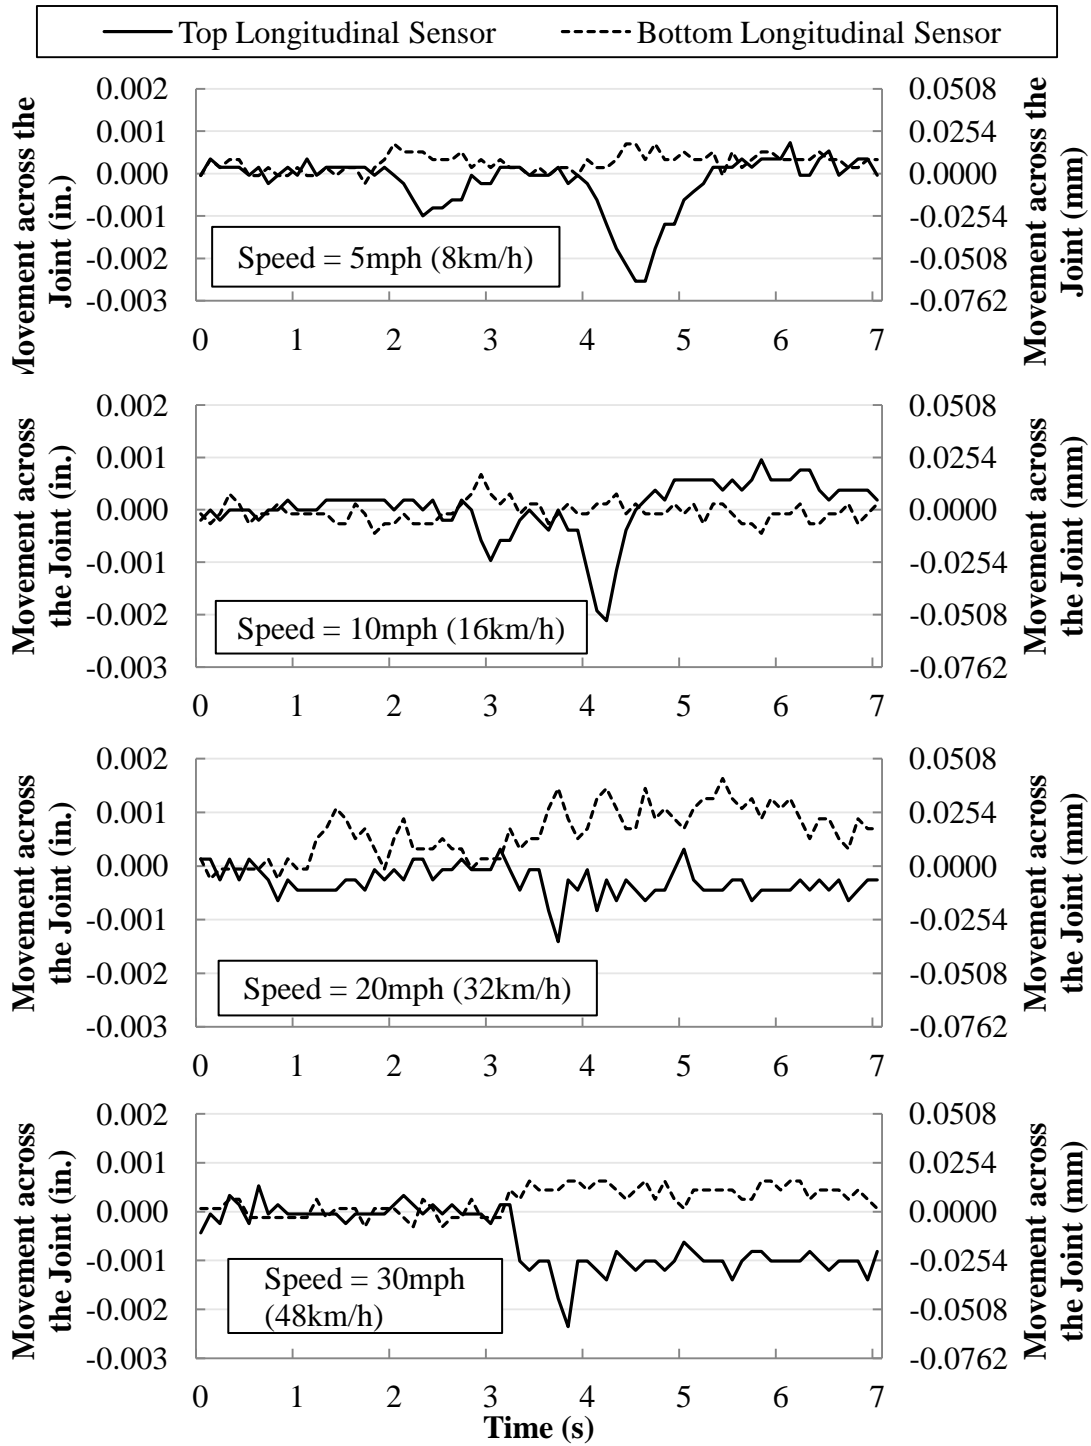 Top Longitudinal Sensor Bottom Longitudinal Sensor
Movement across the
Joint (in.)
0.002
0.001
0.000
-0.001
-0.002
-0.003
0.0508
0.0254
0.0000
-0.0254
-0.0508
-0.0762
Movement across the
Joint (mm)
Speed = 5mph (8km/h)
0 1 2 3 4 5 6 7
Movement across
the Joint (in.)
0.002
0.001
0.000
-0.001
-0.002
-0.003
0.0508
0.0254
0.0000
-0.0254
-0.0508
-0.0762
Movement across
the Joint (mm)
Speed = 10mph (16km/h)
0 1 2 3 4 5 6 7
Movement across
the Joint (in.)
0.002
0.001
0.000
-0.001
-0.002
-0.003
0.0508
0.0254
0.0000
-0.0254
-0.0508
-0.0762
Movement across
the Joint (mm)
Speed = 20mph (32km/h)
0 1 2 3 4 5 6 7
Movement across
the Joint (in.)
0.002
0.001
0.000
-0.001
-0.002
-0.003
0.0508
0.0254
0.0000
-0.0254
-0.0508
-0.0762
Movement across
the Joint (mm)
Speed = 30mph
(48km/h)
0 1 2 3 4 5 6 7
Time (s)